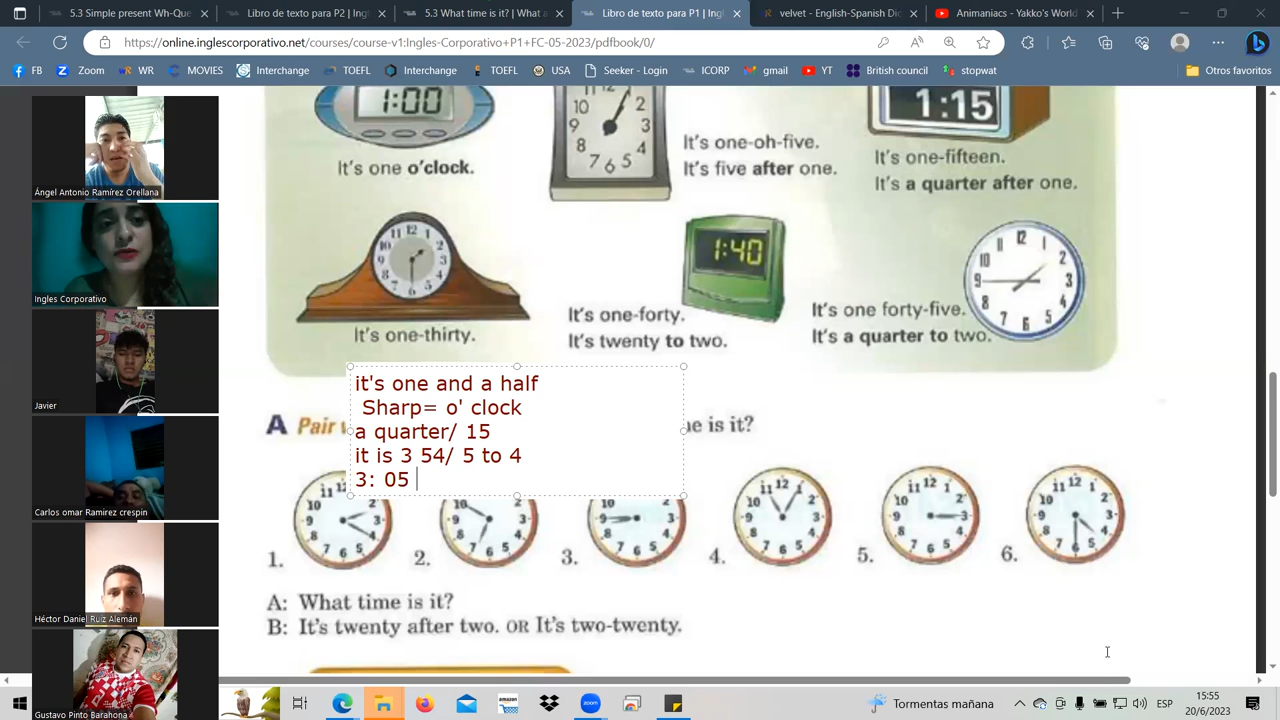 5.3 Someone Present Wh-Que
Libro de texto para P2 | Ingl
5.3 What time is it? | What a
Libro de texto para P1 | Ingl
velvet - English-Spanish Dic
Animaniacs - Yakko's World
https://online.inglescorporativo.net/courses/course-v1:Ingles-Corporativo+P1+FC-05-2023/pdfbook/0/
FB Zoom WR MOVIES Interchange TOEFL Interchange TOEFL USA Seeker - Login ICORP gmail YT British council stopwat Otros favoritos
Ángel Antonio Ramírez Orellana
Ingles Corporativo
Javier
Carlos omar Ramirez crespin
Héctor Daniel Ruiz Alemán
Gustavo Pinto Barahona
1:00
It's one o'clock.
It's one-oh-five.
It's five after one.
1:15
It's one-fifteen.
It's a quarter after one.
It's one-thirty.
1:40
It's one-forty.
It's twenty to two.
It's one forty-five.
It's a quarter to two.
it's one and a half
Sharp= o' clock
a quarter/ 15
it is 3 54/ 5 to 4
3: 05
A Pair w
ne is it?
1. 2. 3. 4. 5. 6.
A: What time is it?
B: It's twenty after two. OR It's two-twenty.
Tormentas mañana
ESP
15:55
20/6/2023